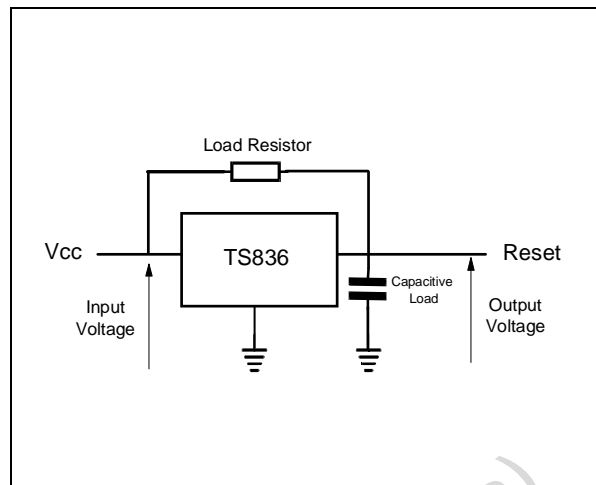 Load Resistor
Vcc
TS836
Reset
Capacitive
Load
Input
Voltage
Output
Voltage
)